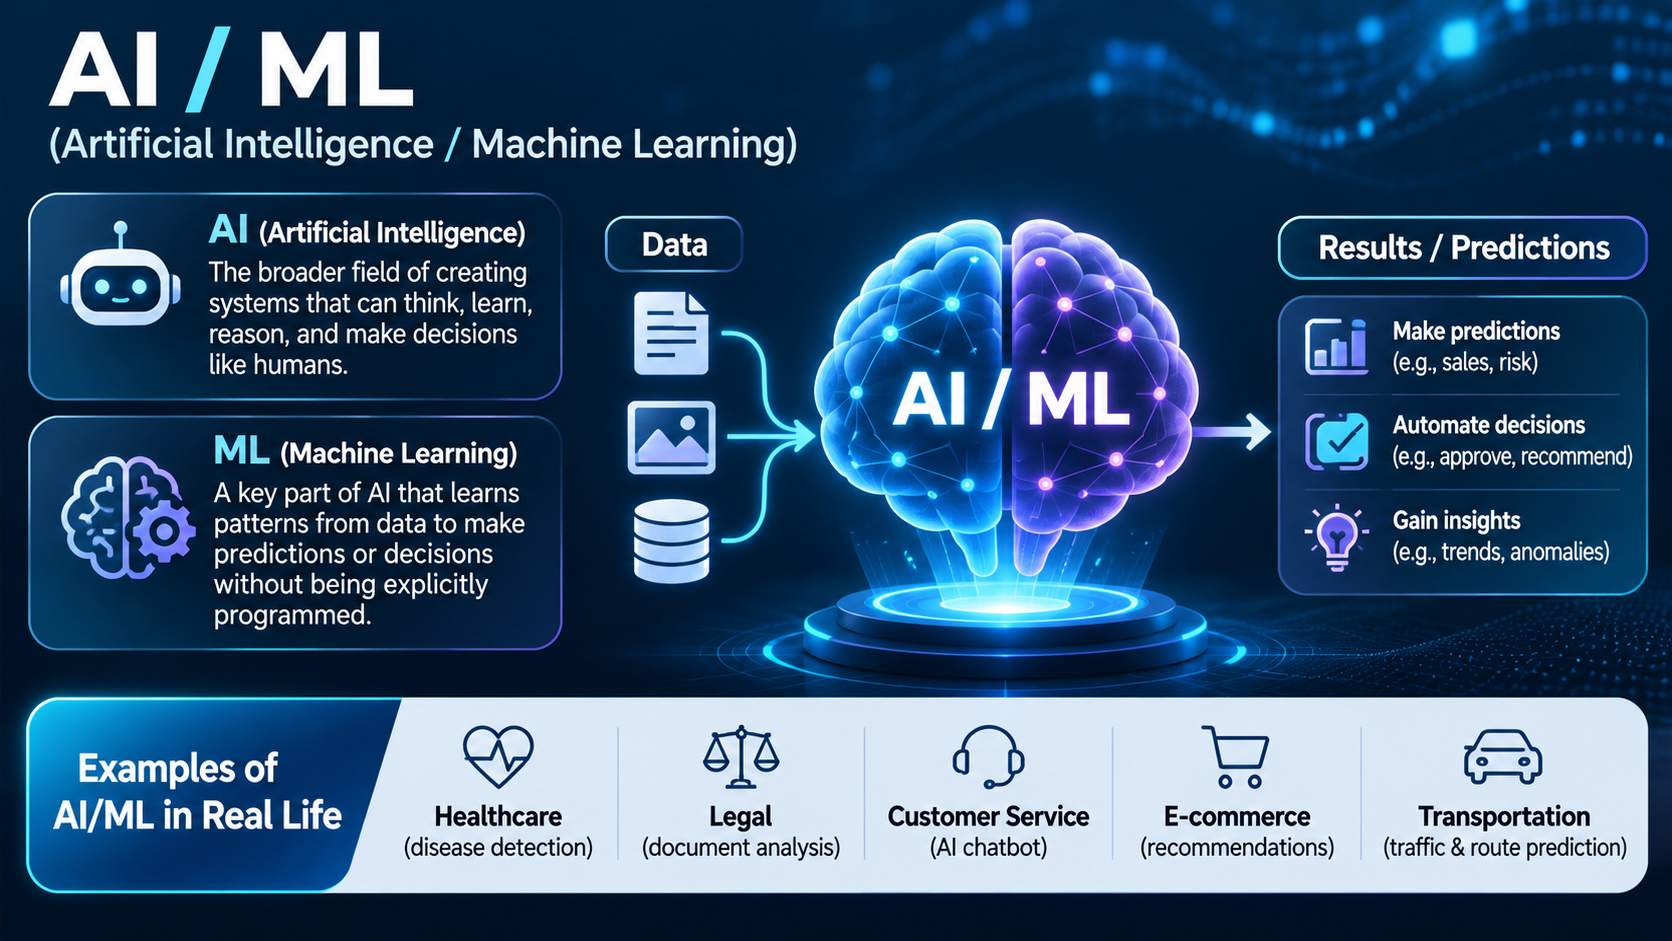 AI / ML
(Artificial Intelligence / Machine Learning)
AI (Artificial Intelligence)
The broader field of creating
systems that can think, learn,
reason, and make decisions
like humans.
ML (Machine Learning)
A key part of AI that learns
patterns from data to make
predictions or decisions
without being explicitly
programmed.
Data
AI / ML
Results / Predictions
Make predictions
(e.g., sales, risk)
Automate decisions
(e.g., approve, recommend)
Gain insights
(e.g., trends, anomalies)
Examples of
AI/ML in Real Life
Healthcare
(disease detection)
Legal
(document analysis)
Customer Service
(AI chatbot)
E-commerce
(recommendations)
Transportation
(traffic & route prediction)